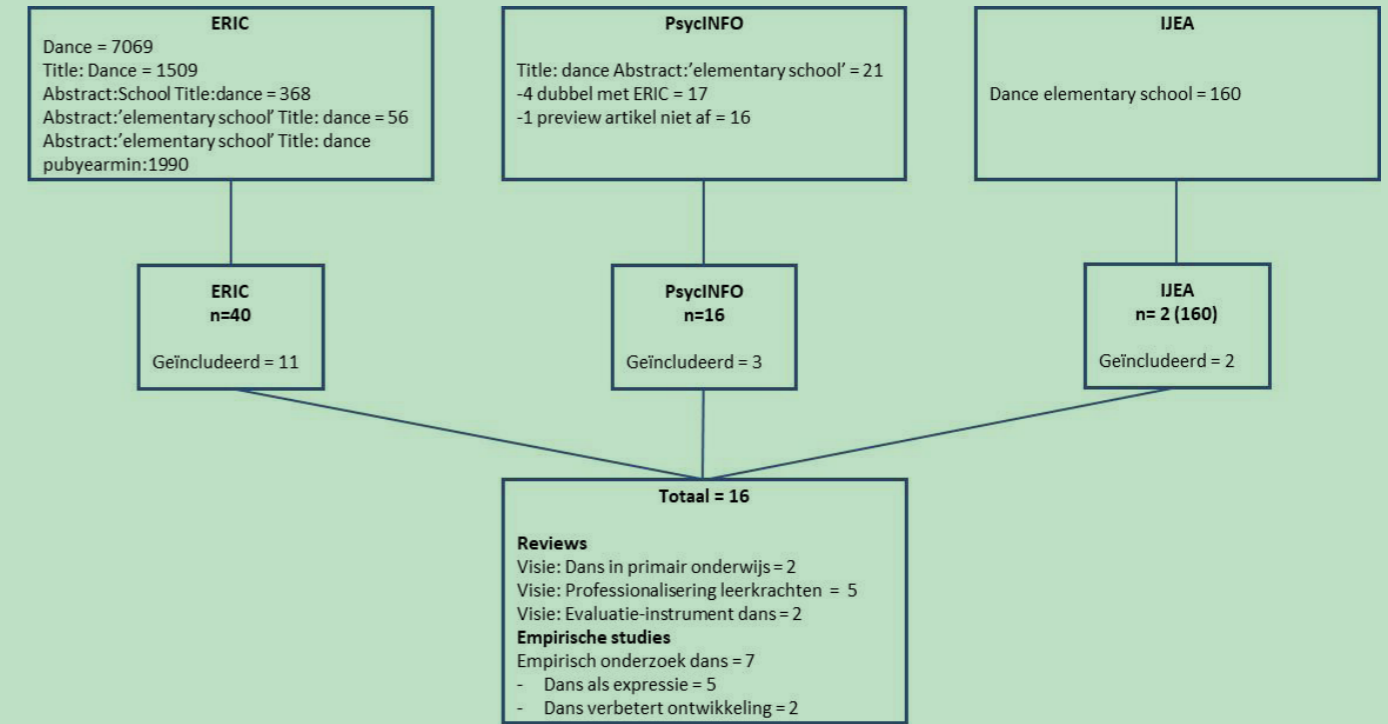 ERIC
Dance = 7069
Title: Dance = 1509
Abstract:School Title:dance = 368
Abstract:’elementary school’ Title: dance = 56
Abstract:’elementary school’ Title: dance
pubyearmin:1990
PsycINFO
Title: dance Abstract:’elementary school’ = 21
-4 dubbel met ERIC = 17
-1 preview artikel niet af = 16
IJEA
Dance elementary school = 160
ERIC
n=40
Geïncludeerd = 11
PsycINFO
n=16
Geïncludeerd = 3
IJEA
n= 2 (160)
Geïncludeerd = 2
Totaal = 16
Reviews
Visie: Dans in primair onderwijs = 2
Visie: Professionalisering leerkrachten = 5
Visie: Evaluatie-instrument dans = 2
Empirische studies
Empirisch onderzoek dans = 7
- Dans als expressie = 5
- Dans verbetert ontwikkeling = 2